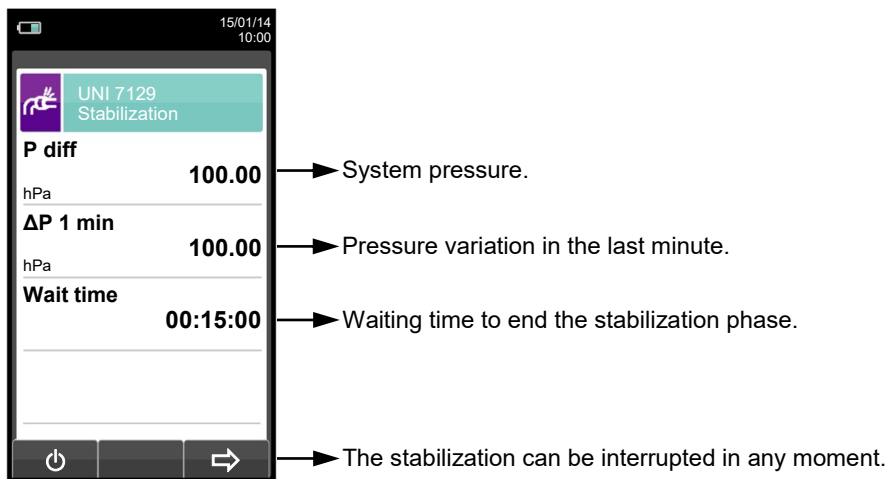 15/01/14
10:00
UNI 7129
Stabilization
P diff
100.00
hPa
System pressure.
ΔP 1 min
100.00
hPa
Pressure variation in the last minute.
Wait time
00:15:00
Waiting time to end the stabilization phase.
The stabilization can be interrupted in any moment.